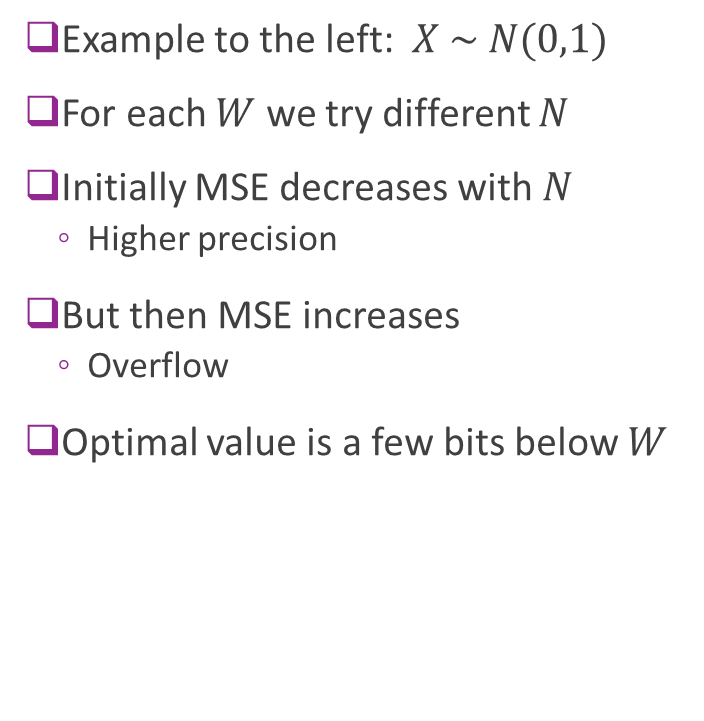 ❑Example to the left: X ~ N(0,1)
❑For each W we try different N
❑Initially MSE decreases with N
◦ Higher precision
❑But then MSE increases
◦ Overflow
❑Optimal value is a few bits below W